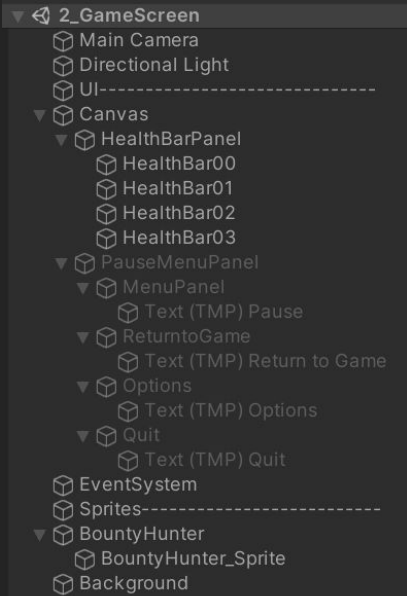 2_GameScreen
Main Camera
Directional Light
UI------------------------------
Canvas
HealthBarPanel
HealthBar00
HealthBar01
HealthBar02
HealthBar03
PauseMenuPanel
MenuPanel
Text (TMP) Pause
ReturntoGame
Text (TMP) Return to Game
Options
Text (TMP) Options
Quit
Text (TMP) Quit
EventSystem
Sprites--------------------------
BountyHunter
BountyHunter_Sprite
Background